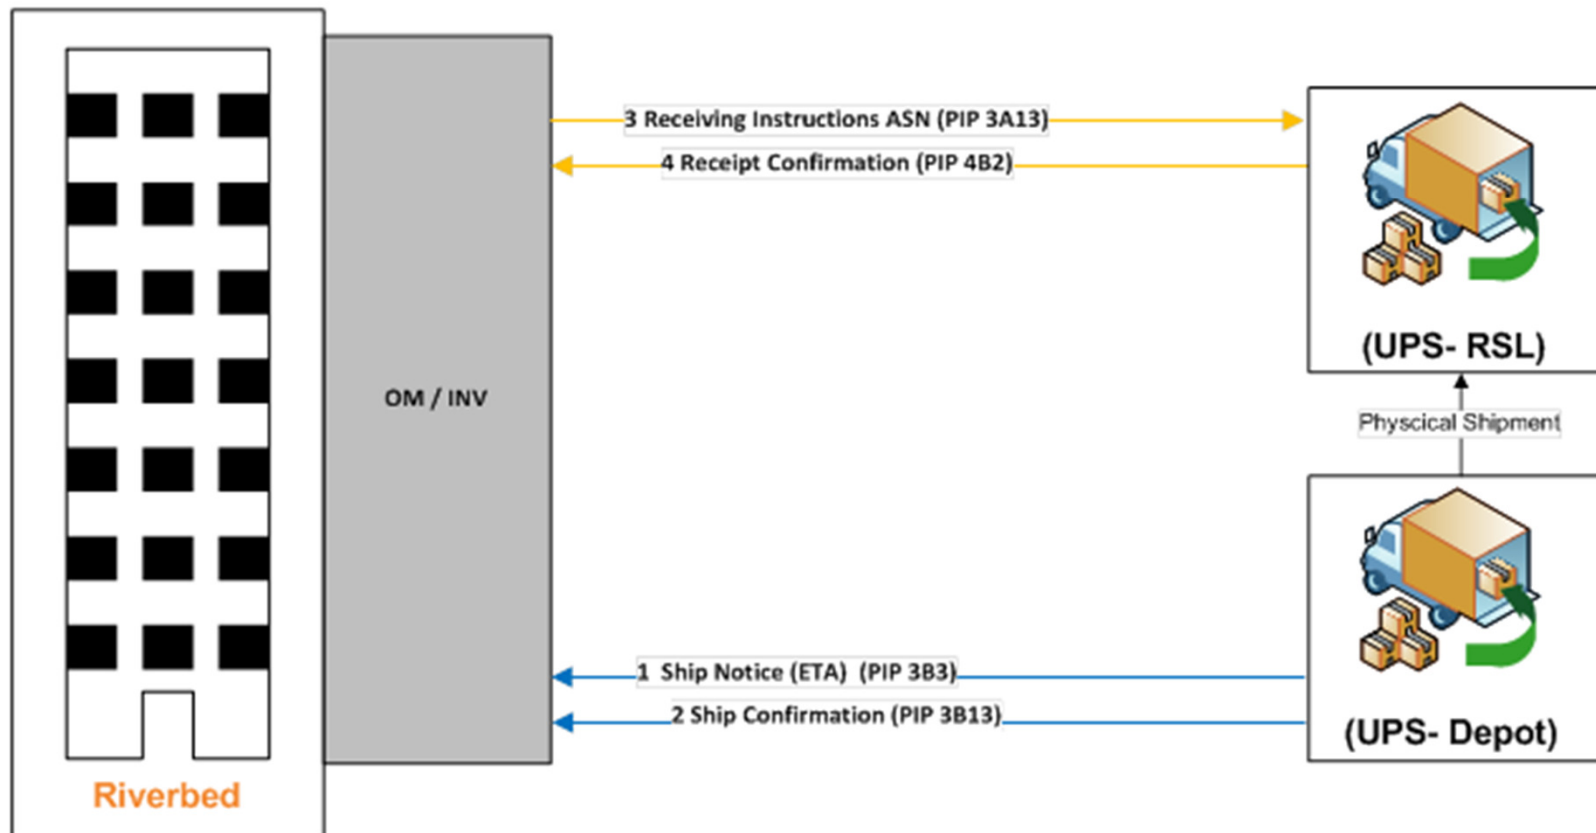 3 Receiving Instructions ASN (PIP 3A13)
4 Receipt Confirmation (PIP 4B2)
(UPS- RSL)
OM / INV
Physcical Shipment
1  Ship Notice (ETA)  (PIP 3B3)
2 Ship Confirmation (PIP 3B13)
(UPS- Depot)
Riverbed